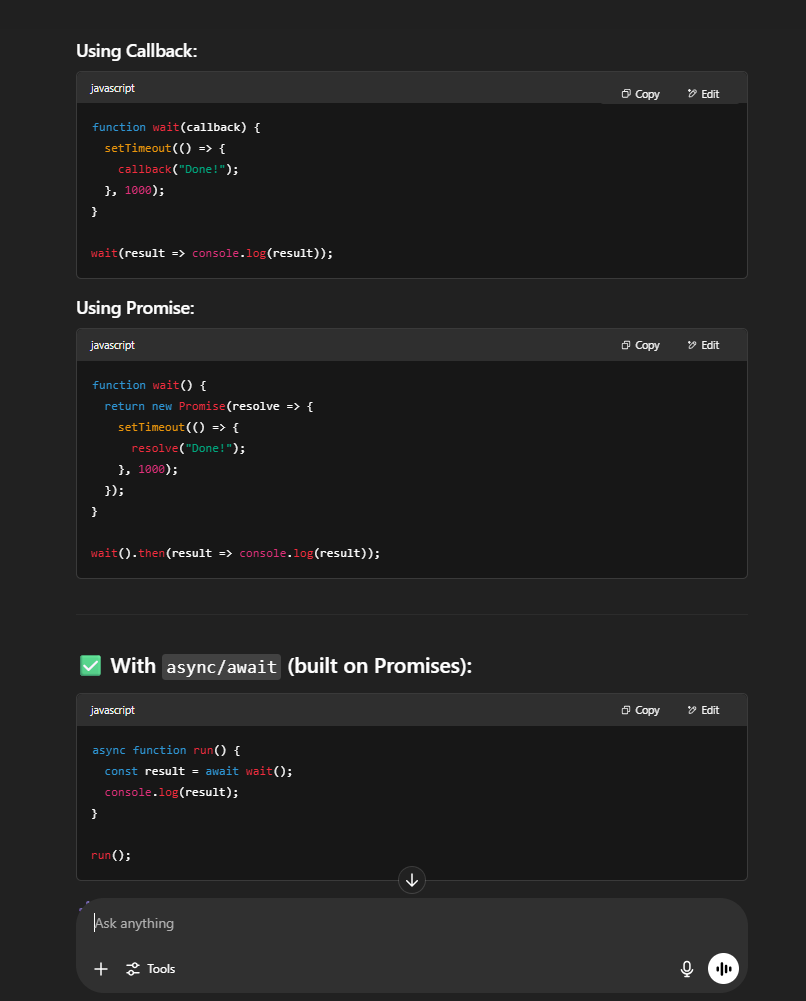 Using Callback:
javascript
Copy
Edit
function wait(callback) {
  setTimeout(() => {
    callback("Done!");
  }, 1000);
}

wait(result => console.log(result));
Using Promise:
javascript
Copy
Edit
function wait() {
  return new Promise(resolve => {
    setTimeout(() => {
      resolve("Done!");
    }, 1000);
  });
}

wait().then(result => console.log(result));
✅ With async/await (built on Promises):
javascript
Copy
Edit
async function run() {
  const result = await wait();
  console.log(result);
}

run();
Ask anything
Tools